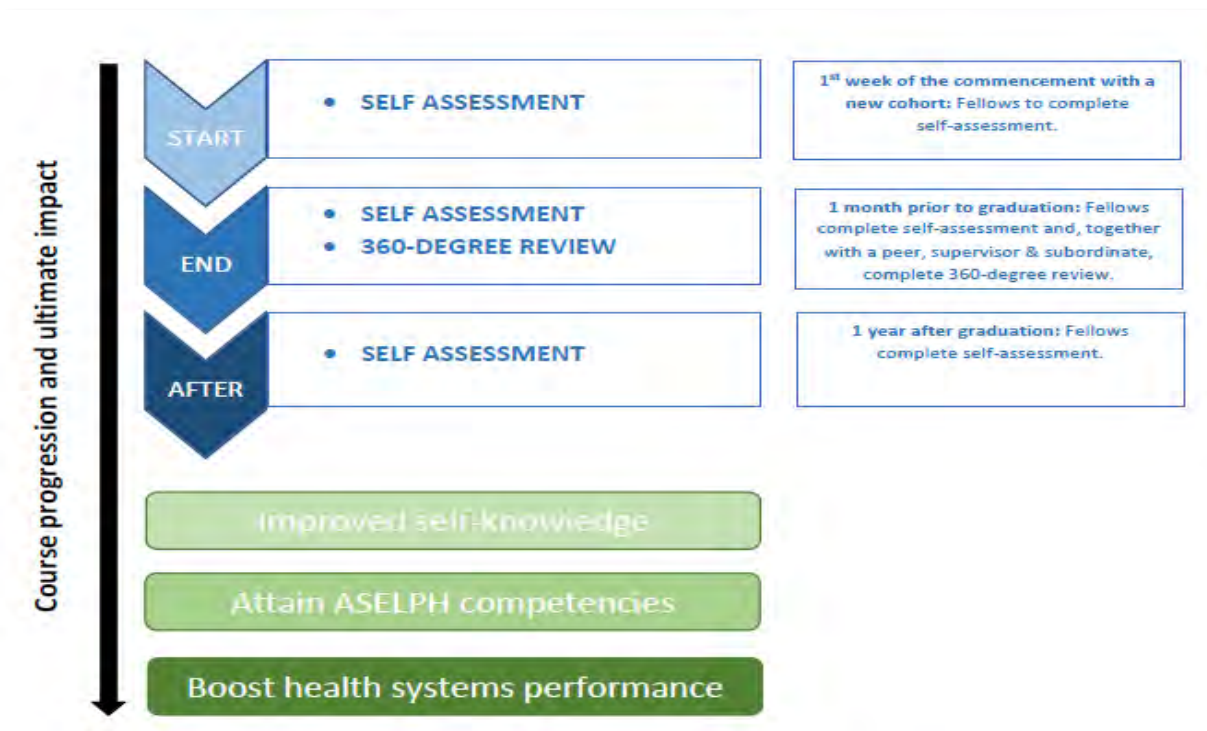 Course progression and ultimate impact
START
• SELF ASSESSMENT
1st week of the commencement with a
new cohort: Fellows to complete
self-assessment.
END
• SELF ASSESSMENT
• 360-DEGREE REVIEW
1 month prior to graduation: Fellows
complete self-assessment and, together
with a peer, supervisor & subordinate,
complete 360-degree review.
AFTER
• SELF ASSESSMENT
1 year after graduation: Fellows
complete self-assessment.
Improved self-knowledge
Attain ASELPH competencies
Boost health systems performance